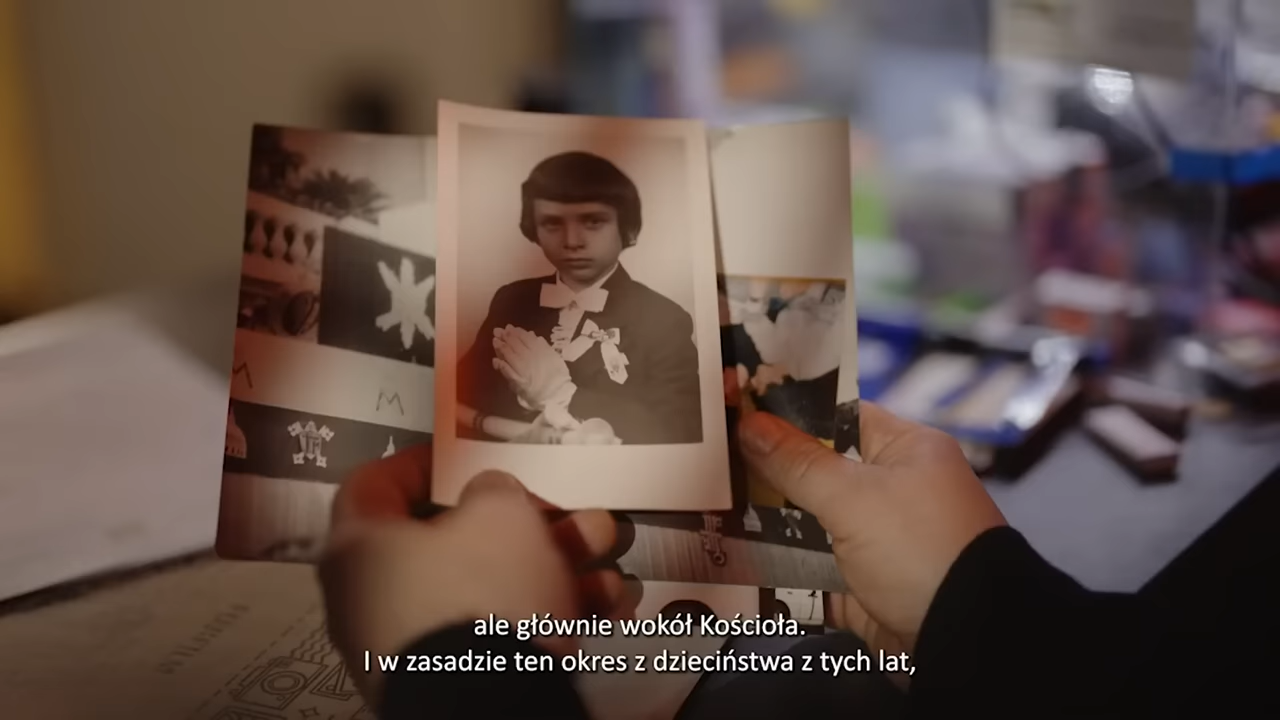 M
ale głównie wokół Kościoła.
I w zasadzie ten okres z dzieciństwa z tych lat,